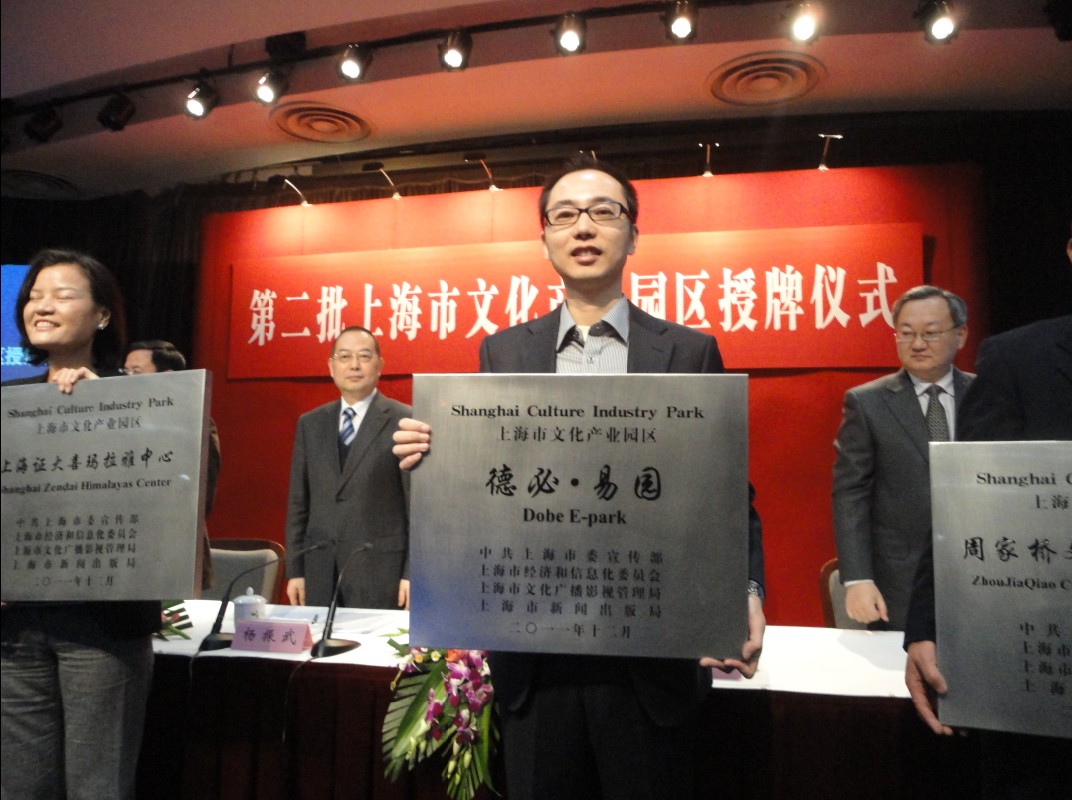 第二批上海市文化产 园区授牌仪式
区授
Shanghai Culture Industry Park
上海市文化产业园区
上海证大喜玛拉雅中心
Shanghai Zendai Himalayas Center
中共上海市委宣传部
上海市经济和信息化委员会
上海市文化广播影视管理局
上海市新闻出版局
二〇一一年十二月
Shanghai Culture Industry Park
上海市文化产业园区
德必·易园
Dobe E-park
中共上海市委宣传部
上海市经济和信息化委员会
上海市文化广播影视管理局
上海市新闻出版局
二〇一一年十二月
Shanghai C
上海
周家桥
ZhouJiaQiao C
中共
上海市
上海市
上海
杨振武